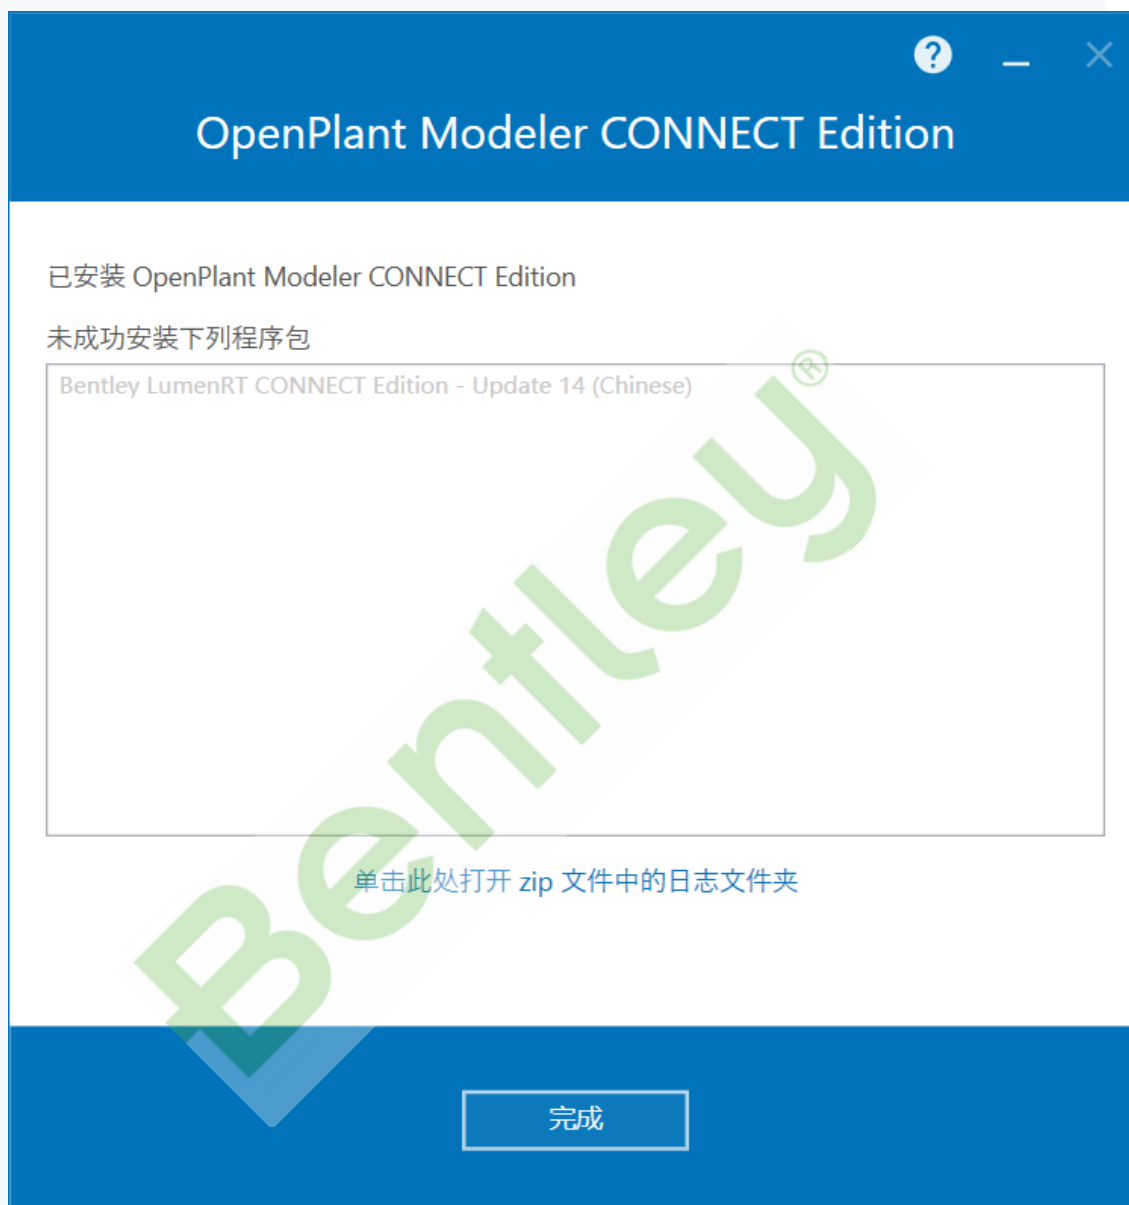 ?
OpenPlant Modeler CONNECT Edition
已安装 OpenPlant Modeler CONNECT Edition
未成功安装下列程序包
Bentley LumenRT CONNECT Edition - Update 14 (Chinese)
Bentley®
单击此处打开 zip 文件中的日志文件夹
完成